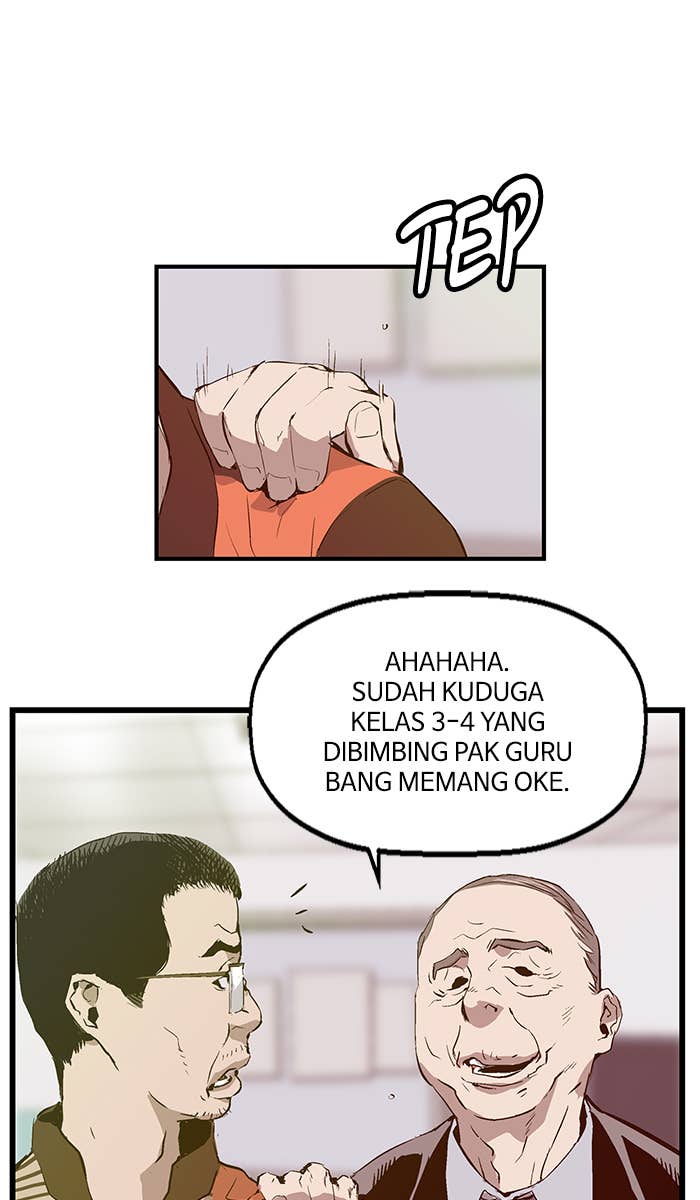 TEP
AHAHAHA.
SUDAH KUDUGA
KELAS 3-4 YANG
DIBIMBING PAK GURU
BANG MEMANG OKE.